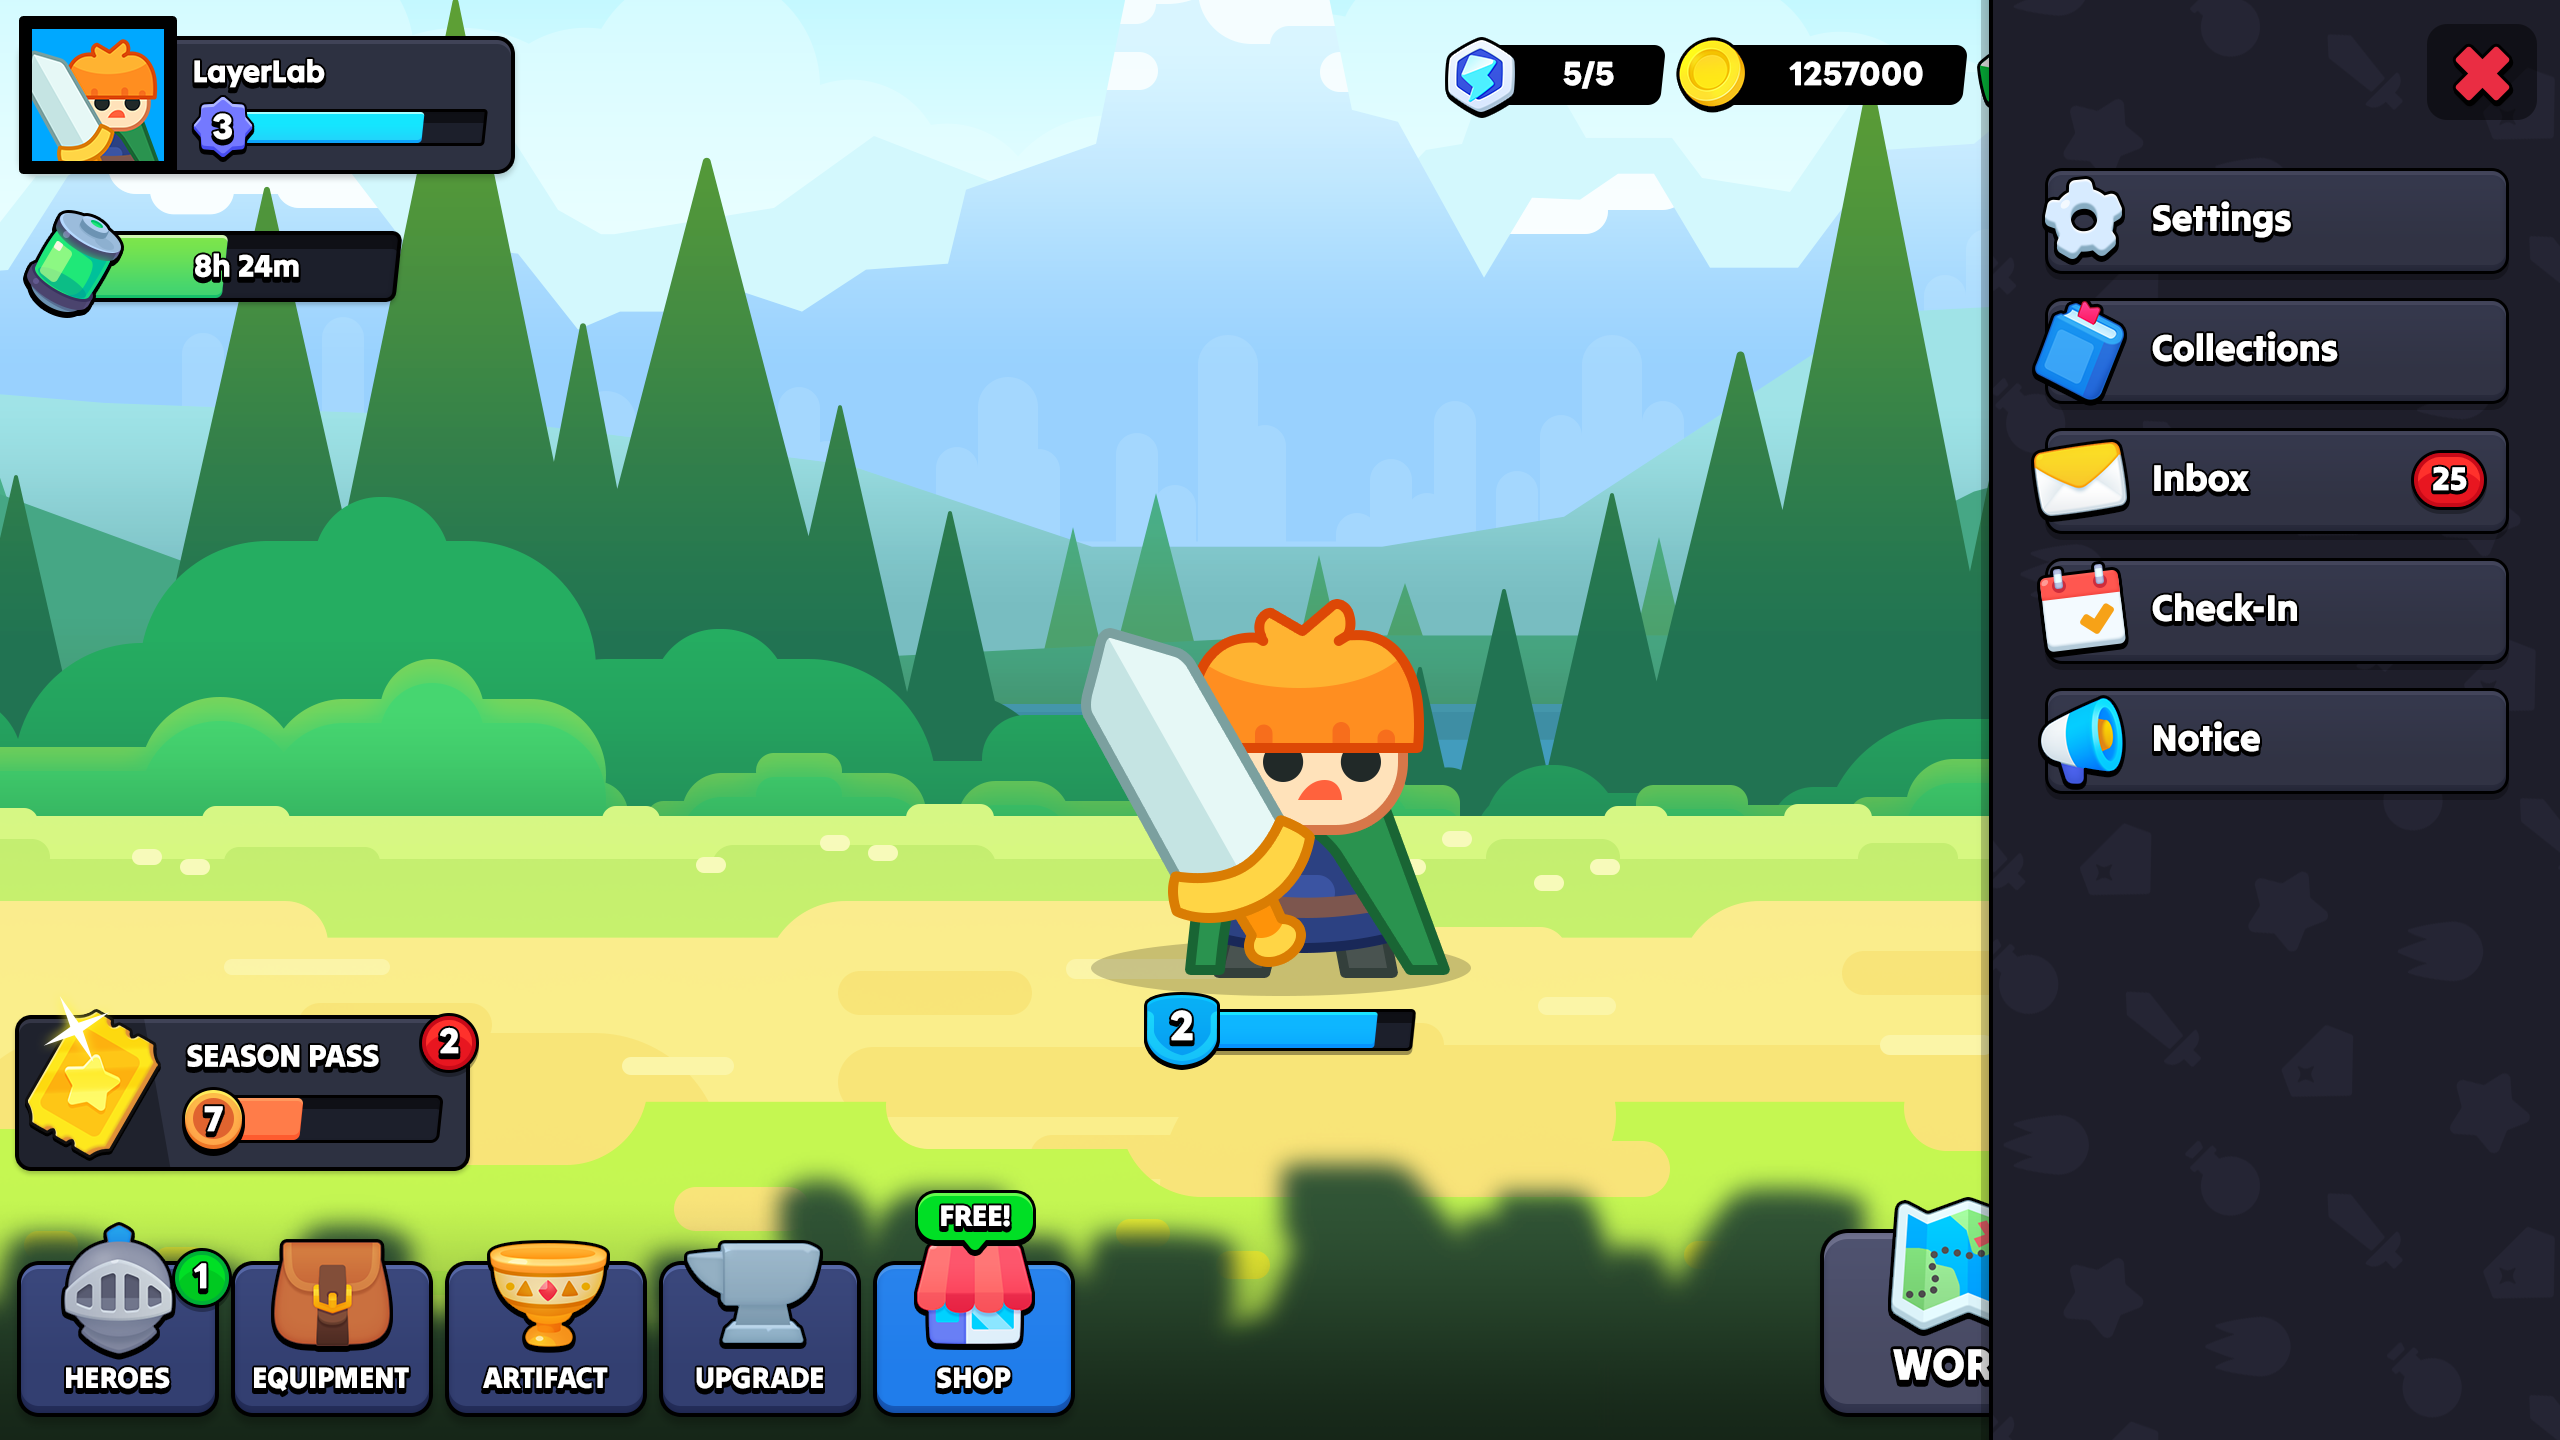 LayerLab
3
5/5
1257000
8h 24m
Settings
Collections
Inbox
25
Check-In
Notice
2
SEASON PASS
2
7
FREE!
1
HEROES
EQUIPMENT
ARTIFACT
UPGRADE
SHOP
WOR